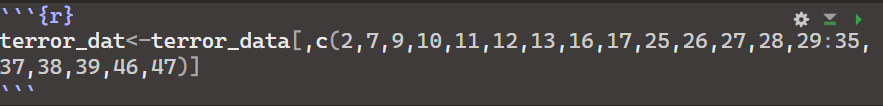 ```{r}
terror_dat<-terror_data[,c(2,7,9,10,11,12,13,16,17,25,26,27,28,29:35,
37,38,39,46,47)]
```